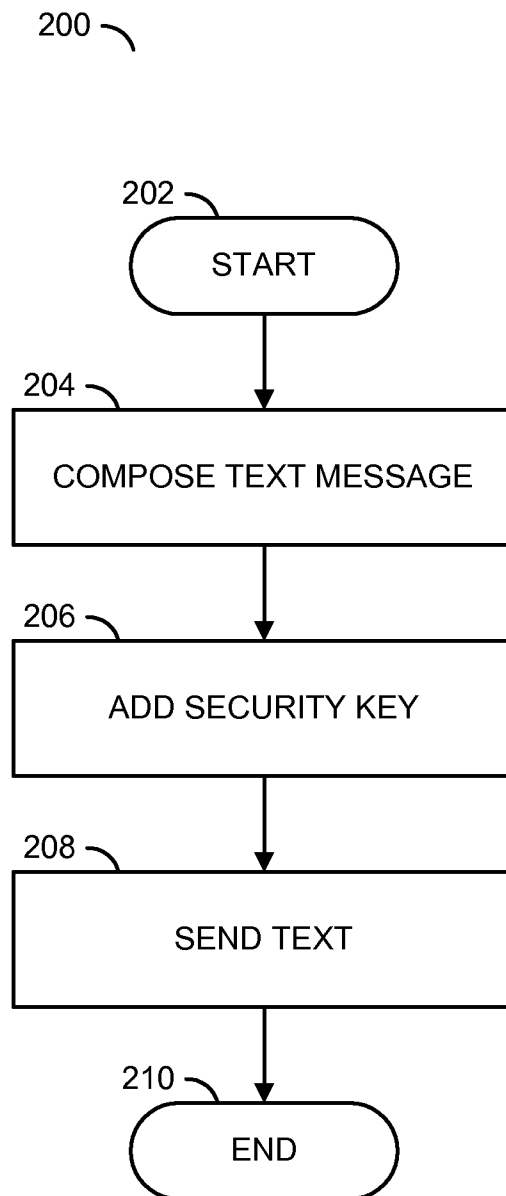 200
202
START
204
COMPOSE TEXT MESSAGE
206
ADD SECURITY KEY
208
SEND TEXT
210
END